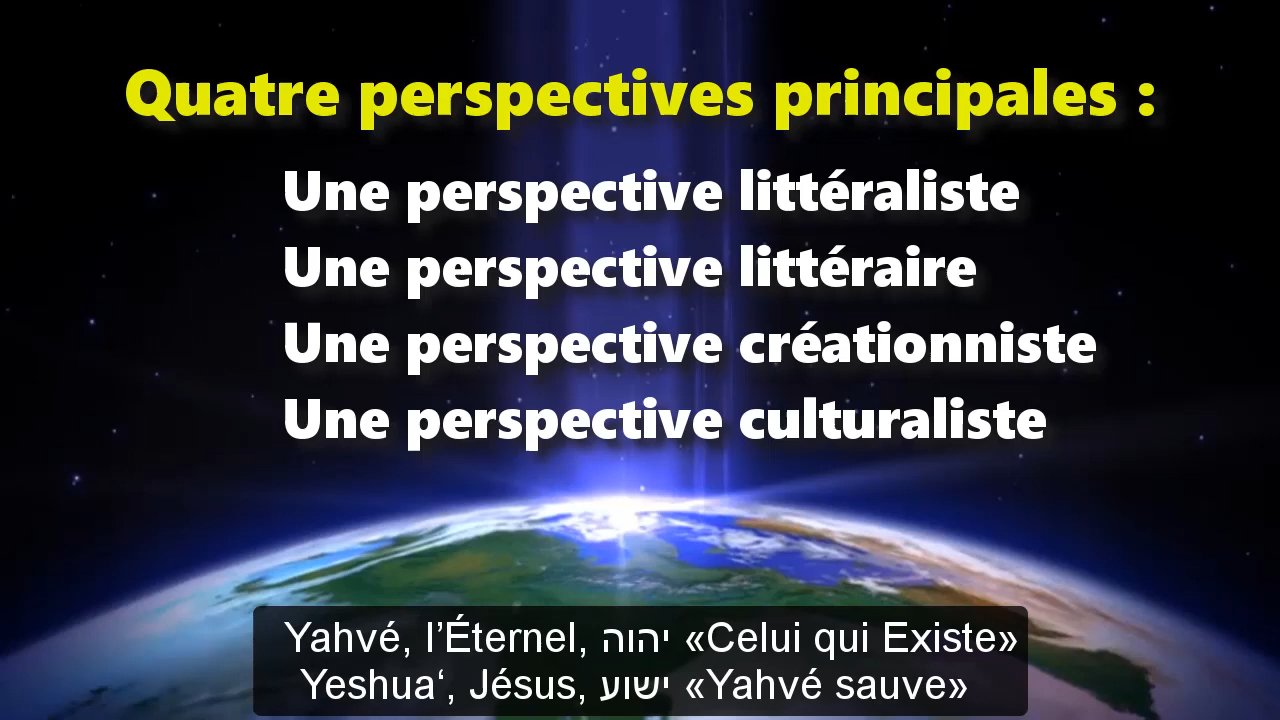 Quatre perspectives principales :
Une perspective littéraliste
Une perspective littéraire
Une perspective créationniste
Une perspective culturaliste
Yahvé, l’Éternel, יהוה «Celui qui Existe»
Yeshua‘, Jésus, ישוע «Yahvé sauve»